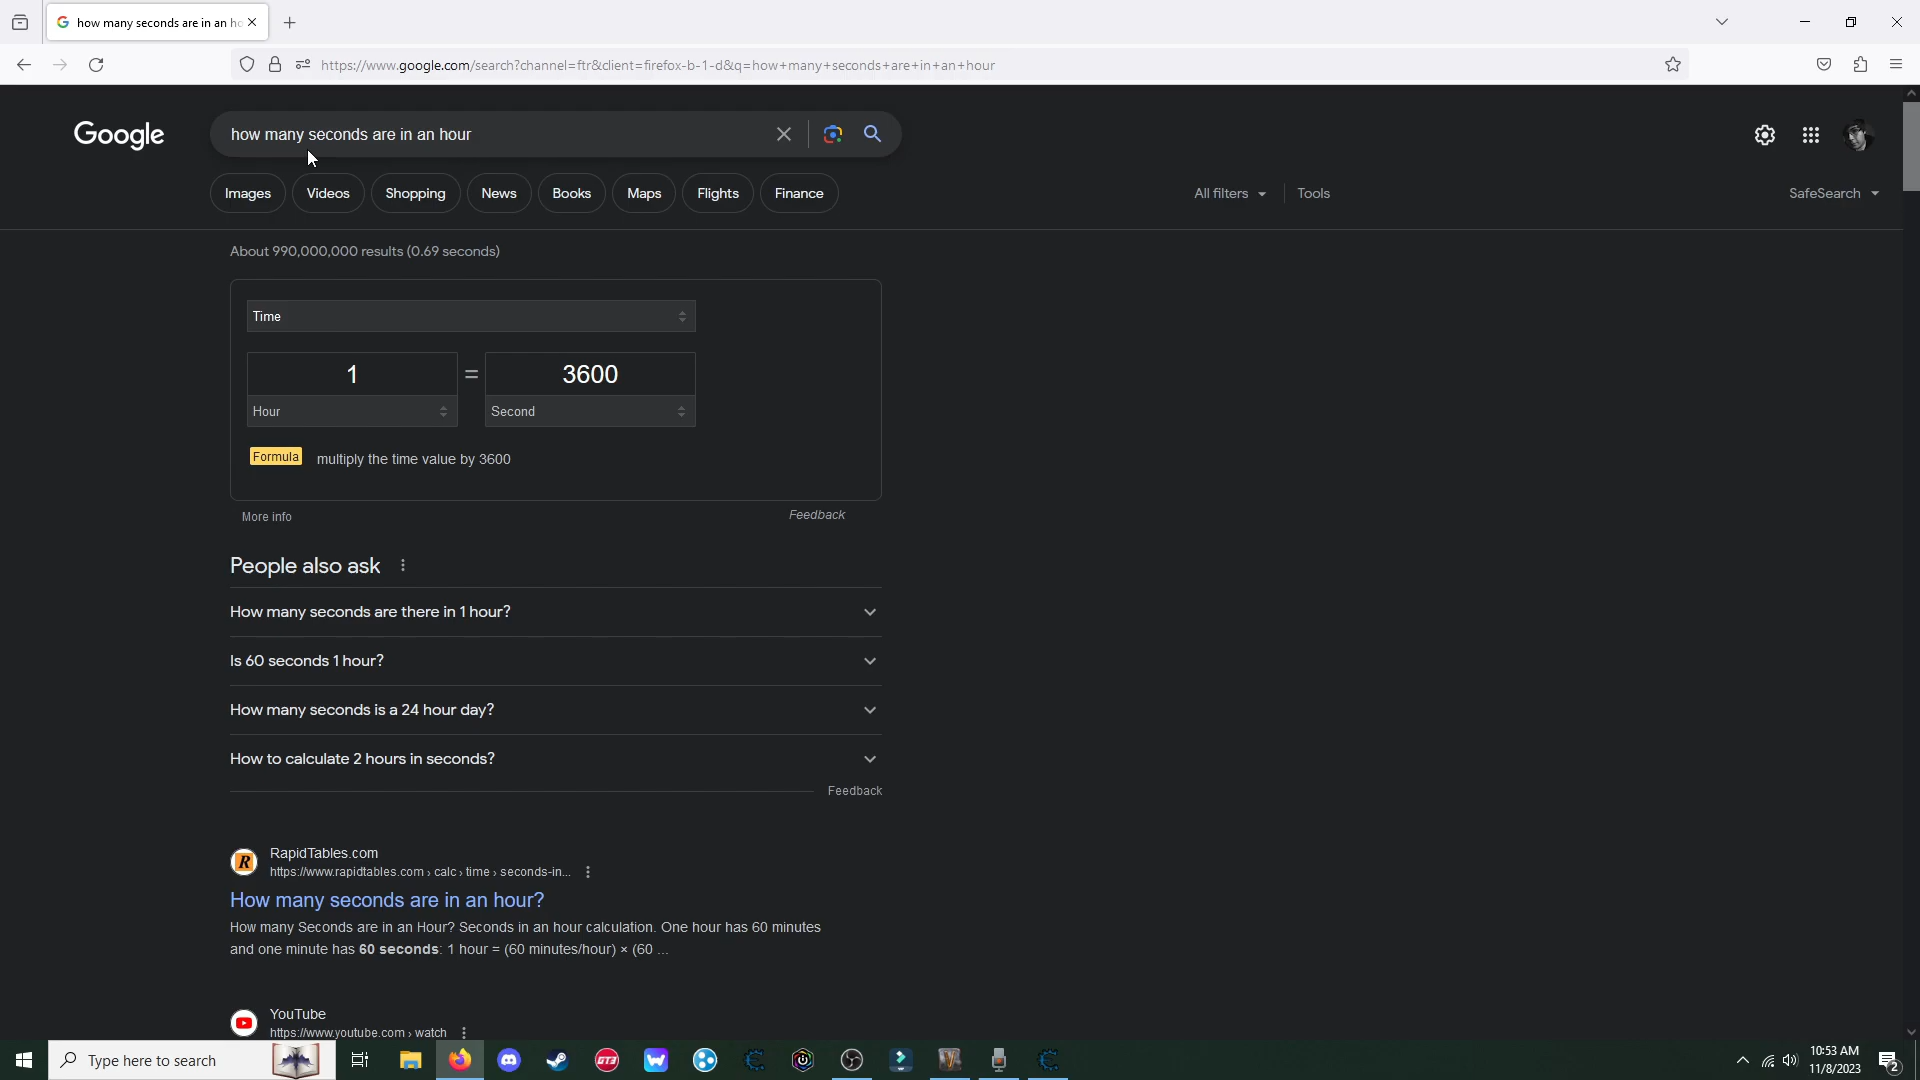 how many seconds are in an ho
https://www.google.com/search?channel=ftr&client=firefox-b-1-d&q=how+many+seconds+are+in+an+hour
Google
how many seconds are in an hour
Images
Videos
Shopping
News
Books
Maps
Flights
Finance
All filters
Tools
SafeSearch
About 990,000,000 results (0.69 seconds)
Time
1 = 3600
Hour
Second
Formula multiply the time value by 3600
More info
Feedback
People also ask
How many seconds are there in 1 hour?
Is 60 seconds 1 hour?
How many seconds is a 24 hour day?
How to calculate 2 hours in seconds?
Feedback
R
RapidTables.com
https://www.rapidtables.com › calc › time › seconds-in...
How many seconds are in an hour?
How many Seconds are in an Hour? Seconds in an hour calculation. One hour has 60 minutes
and one minute has 60 seconds: 1 hour = (60 minutes/hour) × (60 ...
YouTube
https://www.youtube.com › watch
Type here to search
GT3
10:53 AM
11/8/2023
2